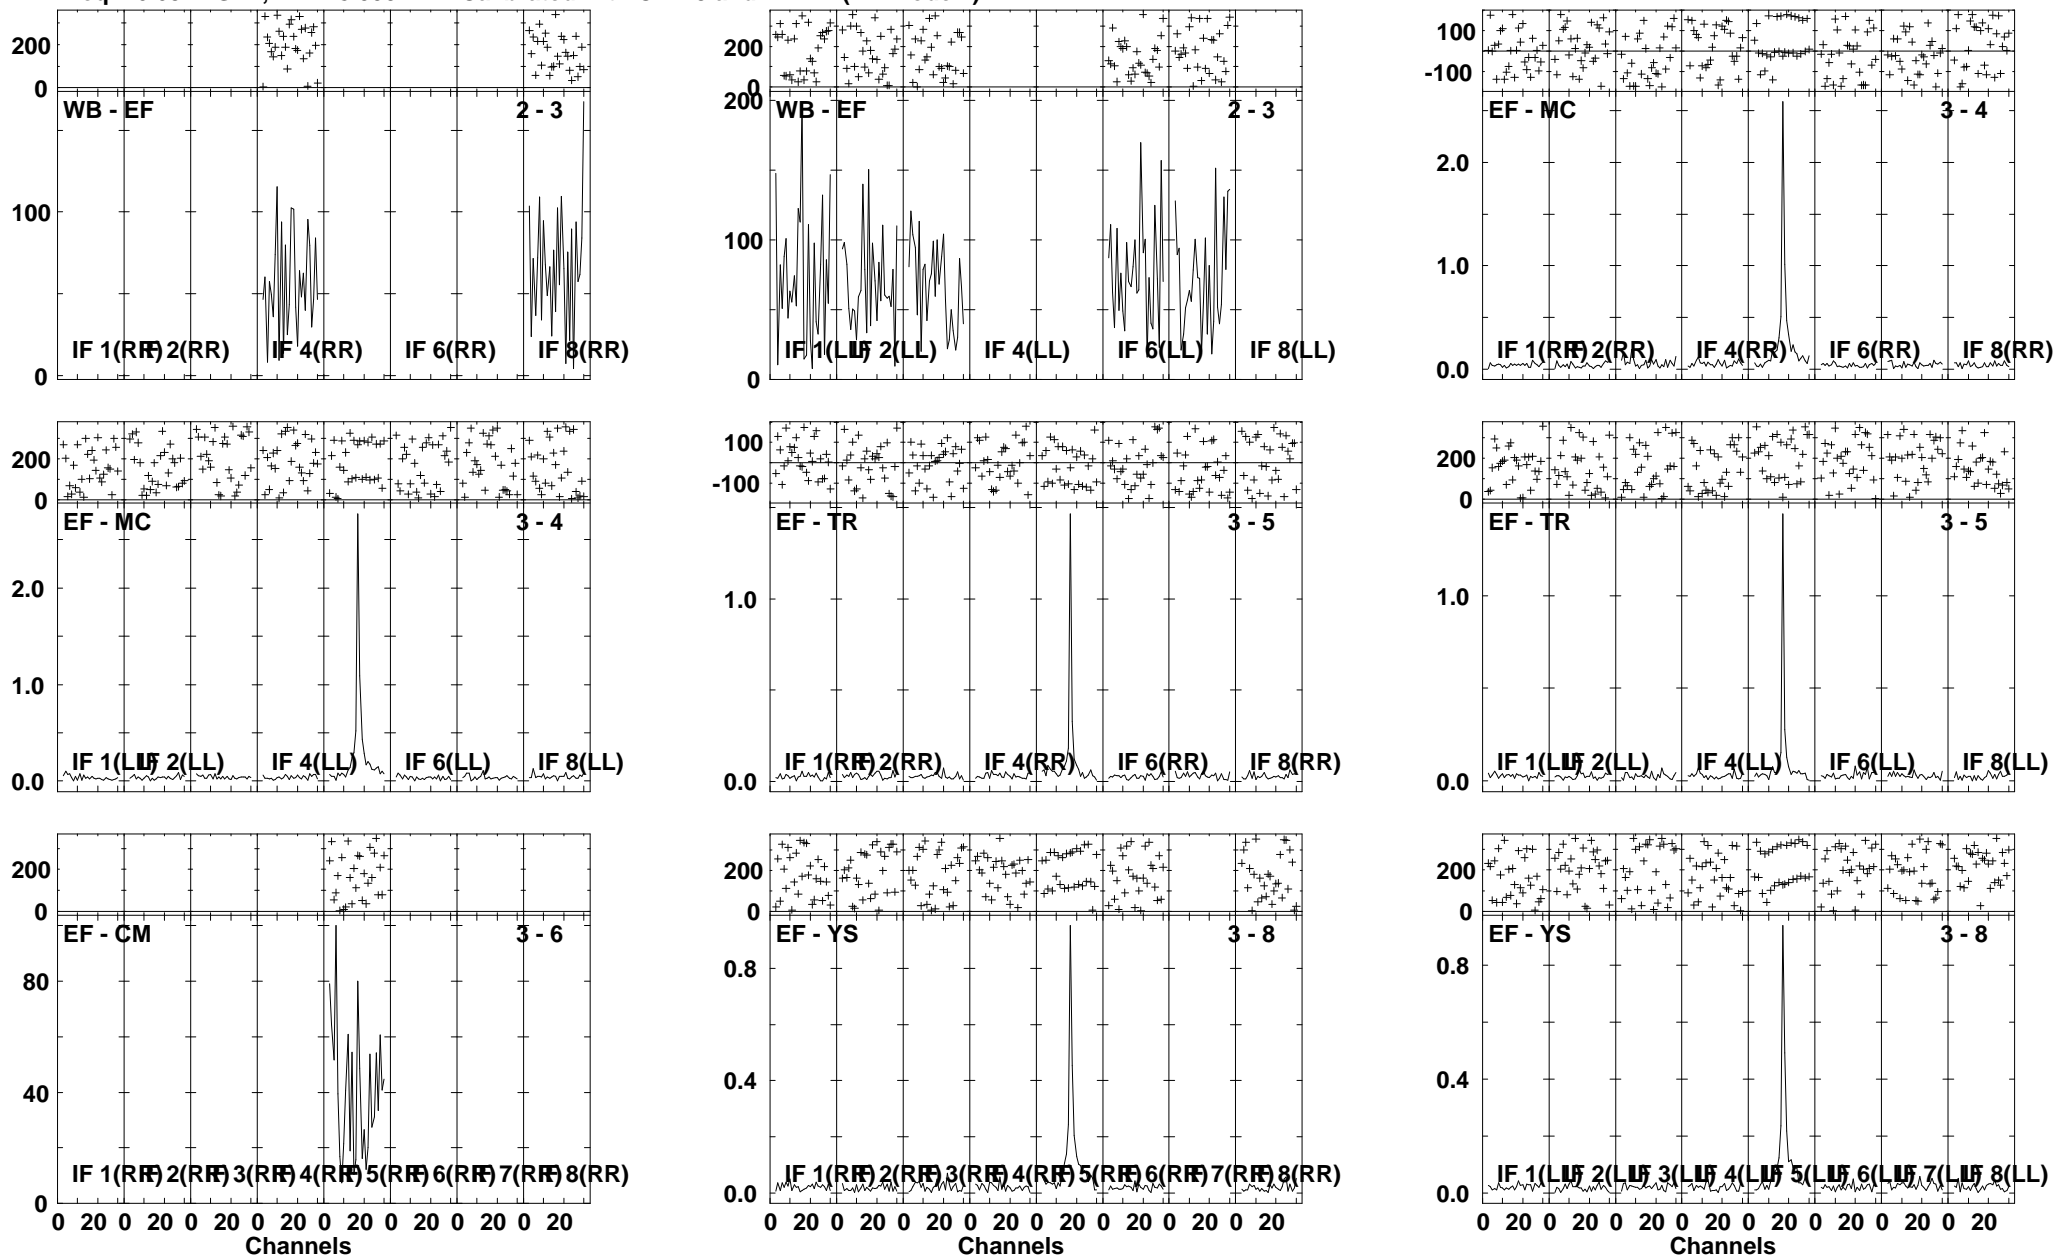 200
0
WB - EF 2 - 3
100
0
IF 1(RR) IF 2(RR) IF 4(RR) IF 6(RR) IF 8(RR)
200
0
WB - EF 2 - 3
200
100
0
IF 1(LL) IF 2(LL) IF 4(LL) IF 6(LL) IF 8(LL)
100
-100
EF - MC 3 - 4
2.0
1.0
0.0
IF 1(RR) IF 2(RR) IF 4(RR) IF 6(RR) IF 8(RR)
200
0
EF - MC 3 - 4
2.0
1.0
0.0
IF 1(LL) IF 2(LL) IF 4(LL) IF 6(LL) IF 8(LL)
100
-100
EF - TR 3 - 5
1.0
0.0
IF 1(RR) IF 2(RR) IF 4(RR) IF 6(RR) IF 8(RR)
200
0
EF - TR 3 - 5
1.0
0.0
IF 1(LL) IF 2(LL) IF 4(LL) IF 6(LL) IF 8(LL)
200
0
EF - CM 3 - 6
80
40
0
IF 1(RR) IF 2(RR) IF 3(RR) IF 4(RR) IF 5(RR) IF 6(RR) IF 7(RR) IF 8(RR)
0 20 0 20 0 20 0 20 0 20 0 20 0 20 0 20
Channels
200
0
EF - YS 3 - 8
0.8
0.4
0.0
IF 1(RR) IF 2(RR) IF 3(RR) IF 4(RR) IF 5(RR) IF 6(RR) IF 7(RR) IF 8(RR)
0 20 0 20 0 20 0 20 0 20 0 20 0 20 0 20
Channels
200
0
EF - YS 3 - 8
0.8
0.4
0.0
IF 1(LL) IF 2(LL) IF 3(LL) IF 4(LL) IF 5(LL) IF 6(LL) IF 7(LL) IF 8(LL)
0 20 0 20 0 20 0 20 0 20 0 20 0 20 0 20
Channels